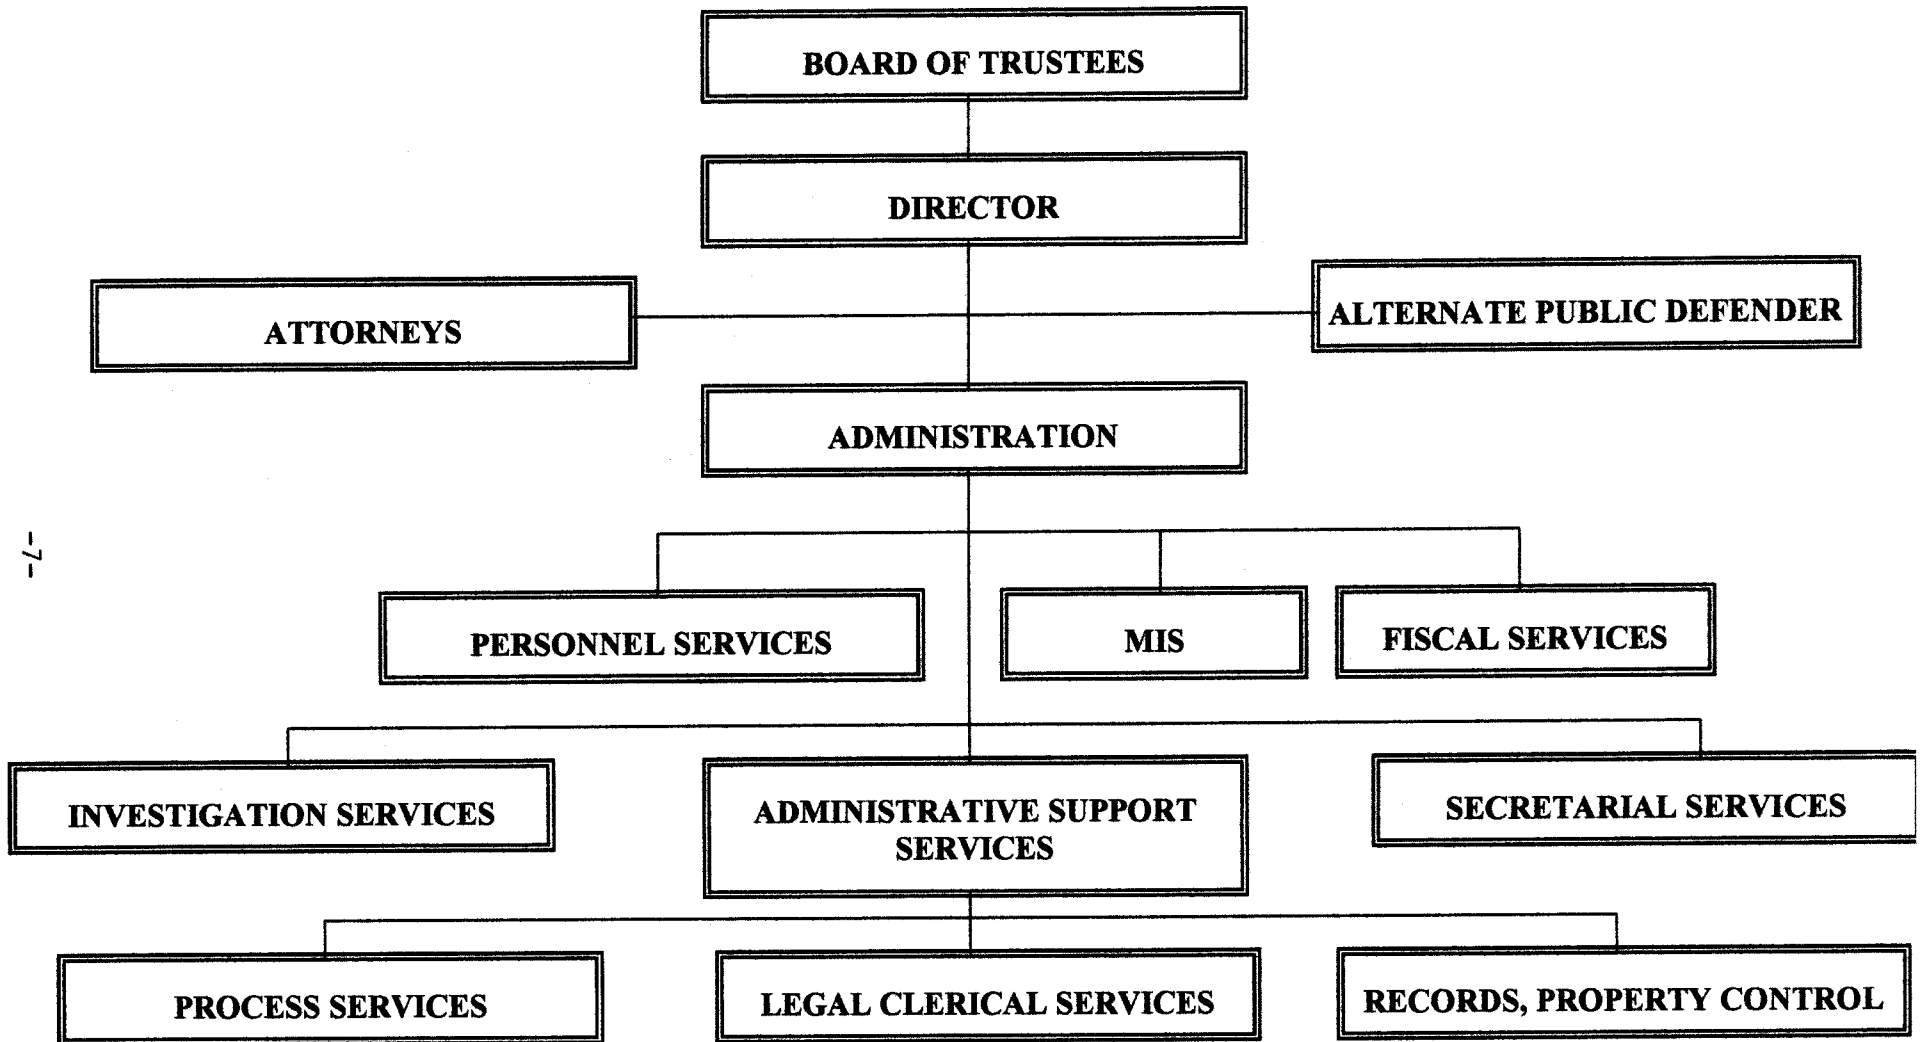 BOARD OF TRUSTEES
DIRECTOR
ATTORNEYS
ALTERNATE PUBLIC DEFENDER
ADMINISTRATION
-7-
PERSONNEL SERVICES
MIS
FISCAL SERVICES
INVESTIGATION SERVICES
ADMINISTRATIVE SUPPORT
SERVICES
SECRETARIAL SERVICES
PROCESS SERVICES
LEGAL CLERICAL SERVICES
RECORDS, PROPERTY CONTROL